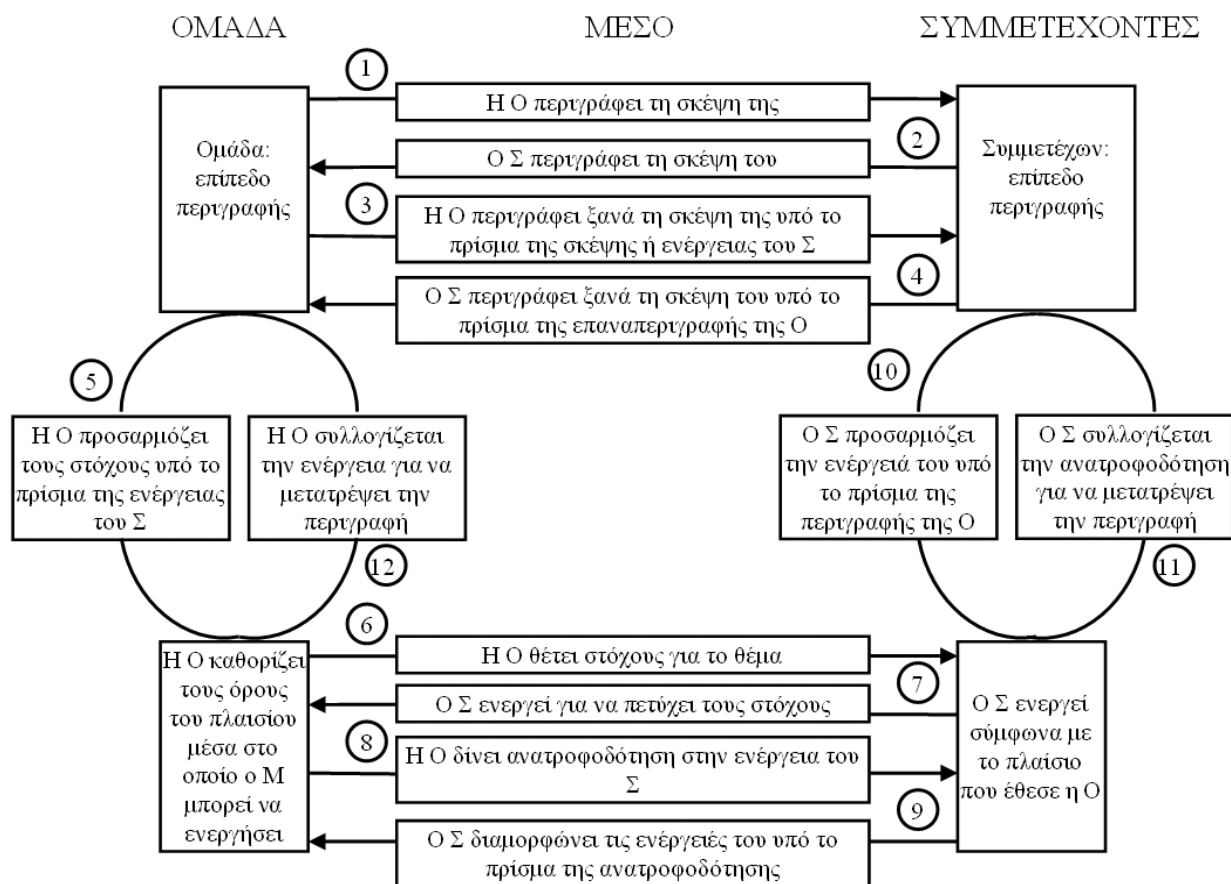 ΟΜΑΔΑ
ΜΕΣΟ
ΣΥΜΜΕΤΕΧΟΝΤΕΣ
1
Η Ο περιγράφει τη σκέψη της
2
Ο Σ περιγράφει τη σκέψη του
Ομάδα:
επίπεδο
περιγραφής
Συμμετέχων:
επίπεδο
περιγραφής
3
Η Ο περιγράφει ξανά τη σκέψη της υπό το
πρίσμα της σκέψης ή ενέργειας του Σ
4
Ο Σ περιγράφει ξανά τη σκέψη του υπό το
πρίσμα της επαναπεριγραφής της Ο
5
Η Ο προσαρμόζει
τους στόχους υπό το
πρίσμα της ενέργειας
του Σ
Η Ο συλλογίζεται
την ενέργεια για να
μετατρέψει την
περιγραφή
12
10
Ο Σ προσαρμόζει
την ενέργειά του υπό
το πρίσμα της
περιγραφής της Ο
Ο Σ συλλογίζεται
την ανατροφοδότηση
για να μετατρέψει
την περιγραφή
11
6
Η Ο θέτει στόχους για το θέμα
7
Ο Σ ενεργεί για να πετύχει τους στόχους
Η Ο καθορίζει
τους όρους
του πλαισίου
μέσα στο
οποίο ο Μ
μπορεί να
ενεργήσει
Ο Σ ενεργεί
σύμφωνα με
το πλαίσιο
που έθεσε η Ο
8
Η Ο δίνει ανατροφοδότηση στην ενέργεια του
Σ
9
Ο Σ διαμορφώνει τις ενέργειές του υπό το
πρίσμα της ανατροφοδότησης